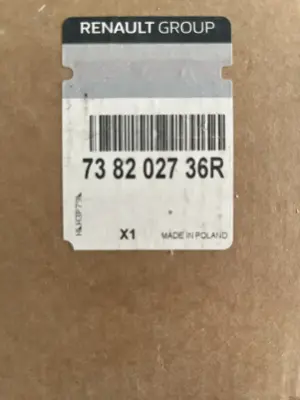 RENAULT GROUP
73 82 027 36R
X1 MADE IN POLAND